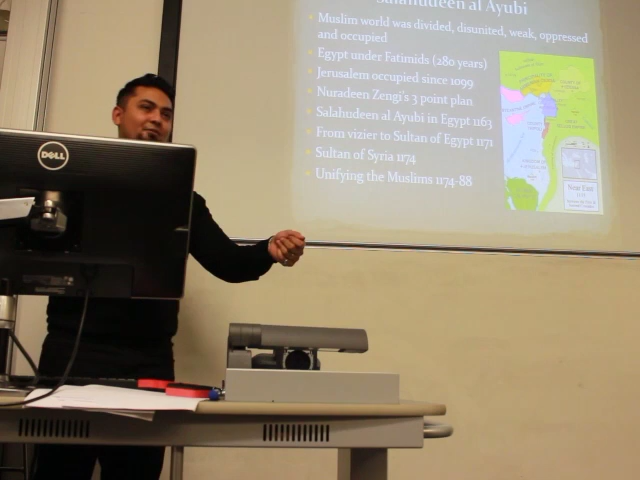 Salahudeen al Ayubi
Muslim world was divided, disunited, weak, oppressed
and occupied
Egypt under Fatimids (280 years)
Jerusalem occupied since 1099
Nuradeen Zengi's 3 point plan
Salahudeen al Ayubi in Egypt 1163
From vizier to Sultan of Egypt 1171
Sultan of Syria 1174
Unifying the Muslims 1174-88
Near East
DELL